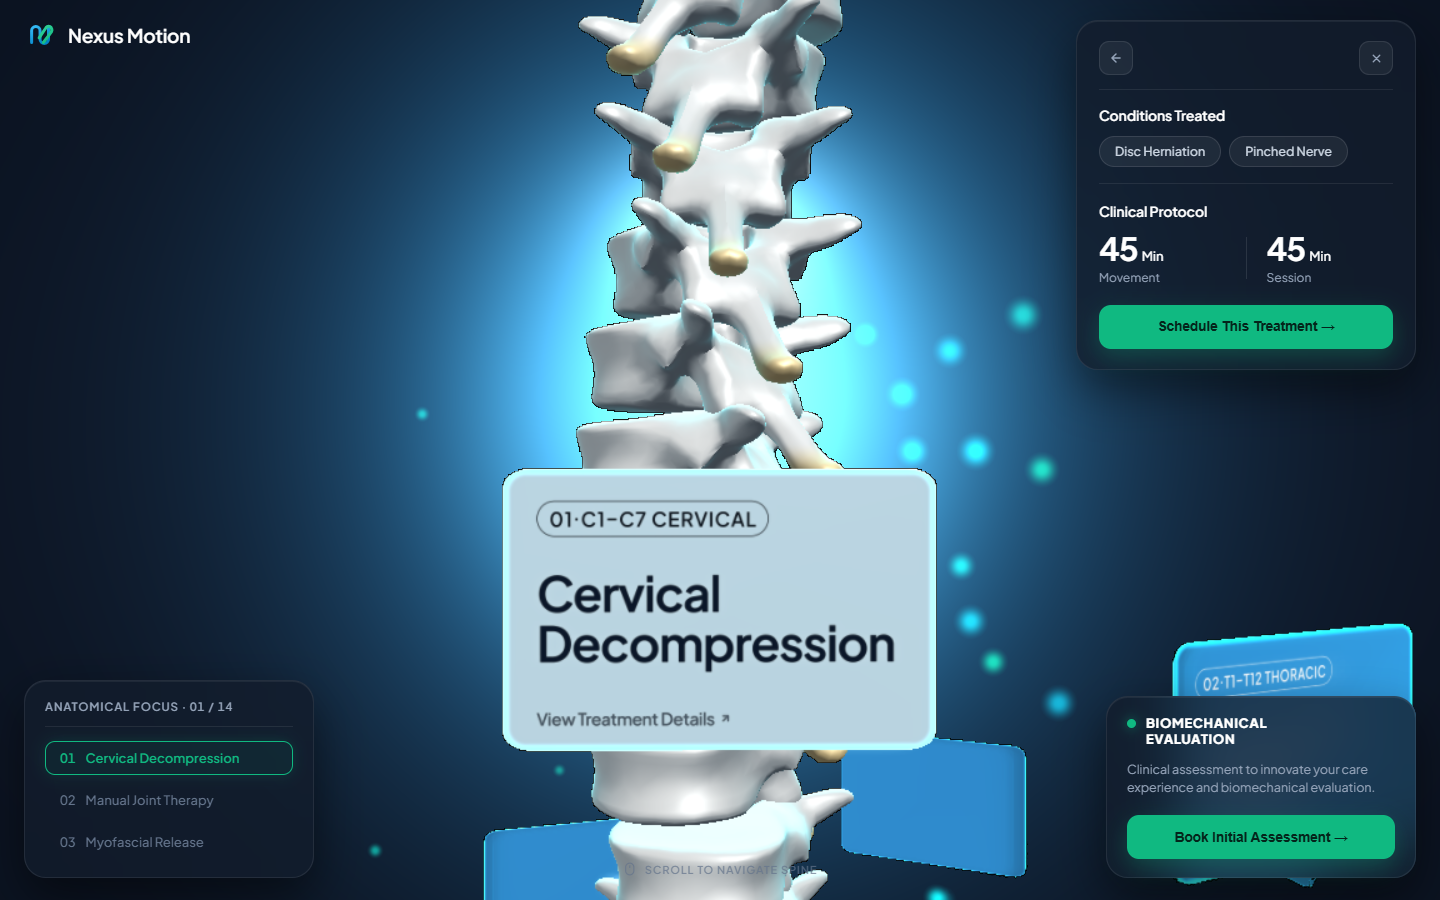 Nexus Motion
Conditions Treated
Disc Herniation
Pinched Nerve
Clinical Protocol
45 Min
Movement
45 Min
Session
Schedule This Treatment →
01·C1–C7 CERVICAL
Cervical
Decompression
View Treatment Details ↗
02·T1–T12 THORACIC
ANATOMICAL FOCUS · 01 / 14
01 Cervical Decompression
02 Manual Joint Therapy
03 Myofascial Release
BIOMECHANICAL
EVALUATION
Clinical assessment to innovate your care
experience and biomechanical evaluation.
Book Initial Assessment →
SCROLL TO NAVIGATE SPINE